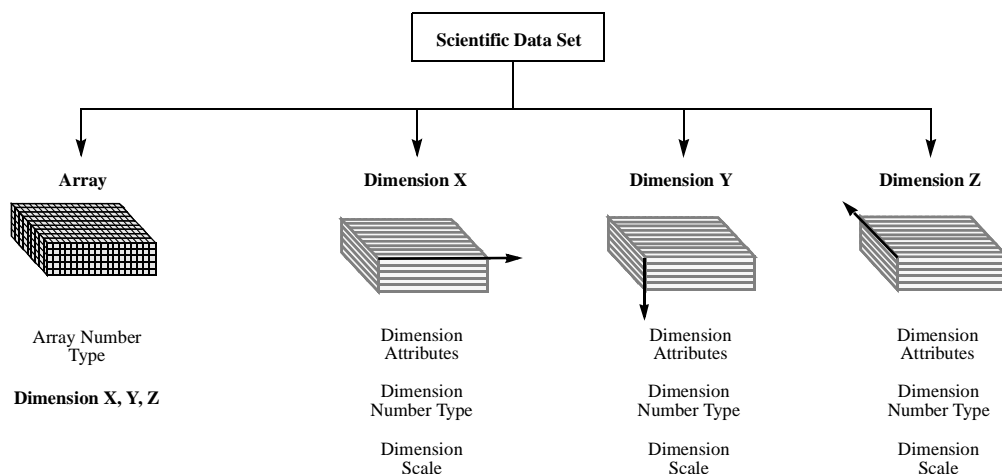 Scientific Data Set
Array
Dimension X
Dimension Y
Dimension Z
Array Number
Type
Dimension X, Y, Z
Dimension
Attributes
Dimension
Number Type
Dimension
Scale
Dimension
Attributes
Dimension
Number Type
Dimension
Scale
Dimension
Attributes
Dimension
Number Type
Dimension
Scale